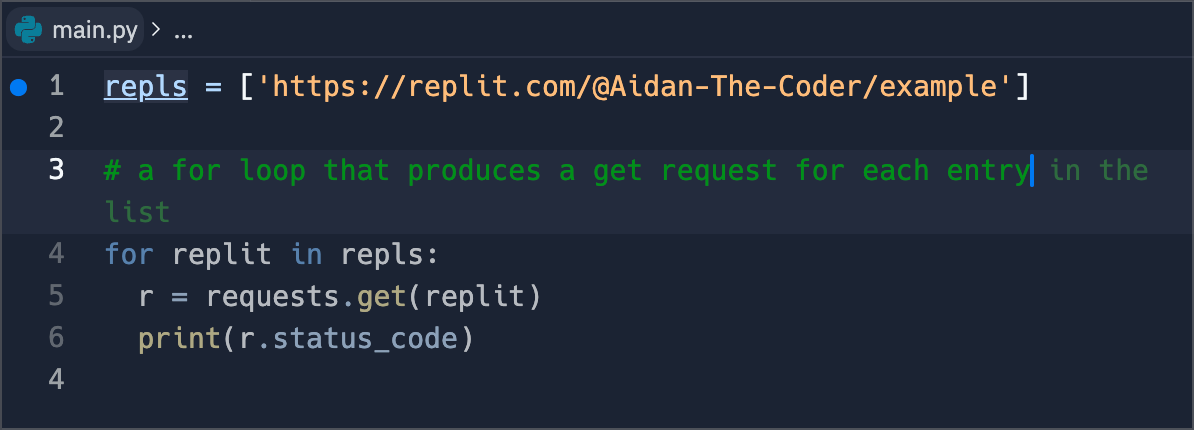 main.py > ...
1 repls = ['https://replit.com/@Aidan-The-Coder/example']
2
3 # a for loop that produces a get request for each entry in the
list
4 for replit in repls:
5   r = requests.get(replit)
6   print(r.status_code)
4